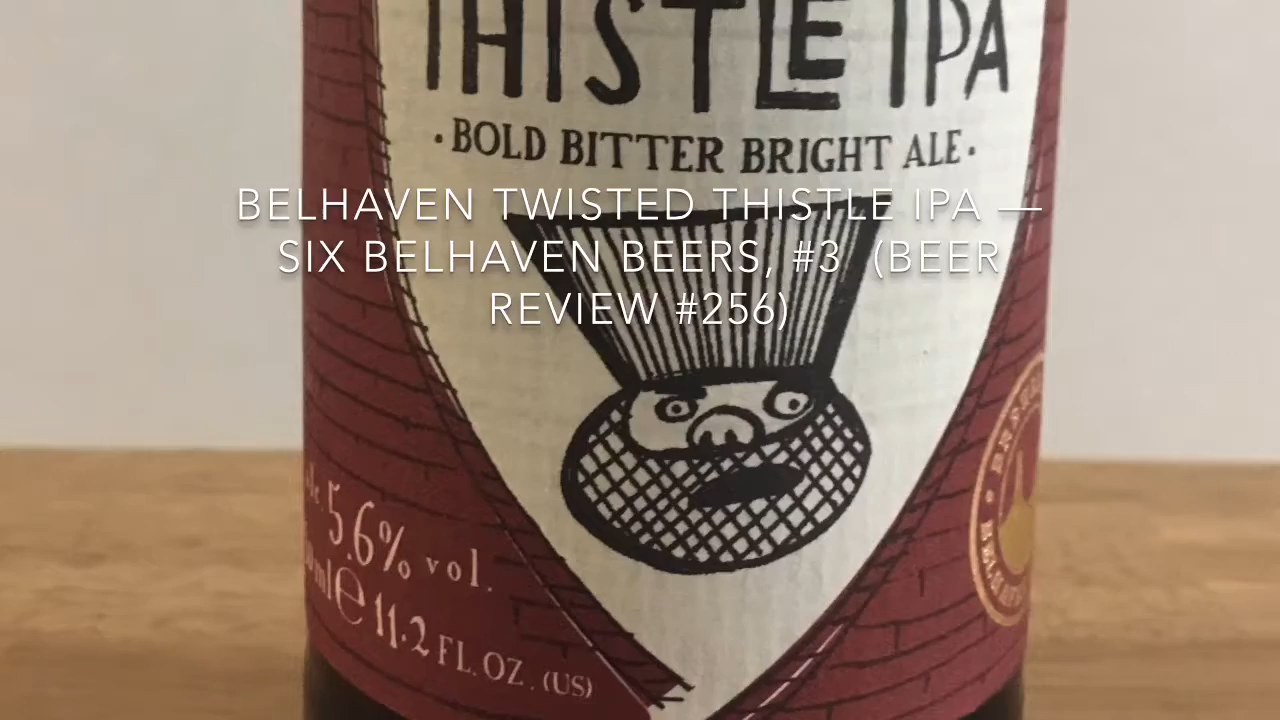 THISTLE IPA
· BOLD BITTER BRIGHT ALE ·
BELHAVEN TWISTED THISTLE IPA —
SIX BELHAVEN BEERS, #3 (BEER
REVIEW #256)
5.6% vol.
ml e 11.2 FL. OZ. (US)